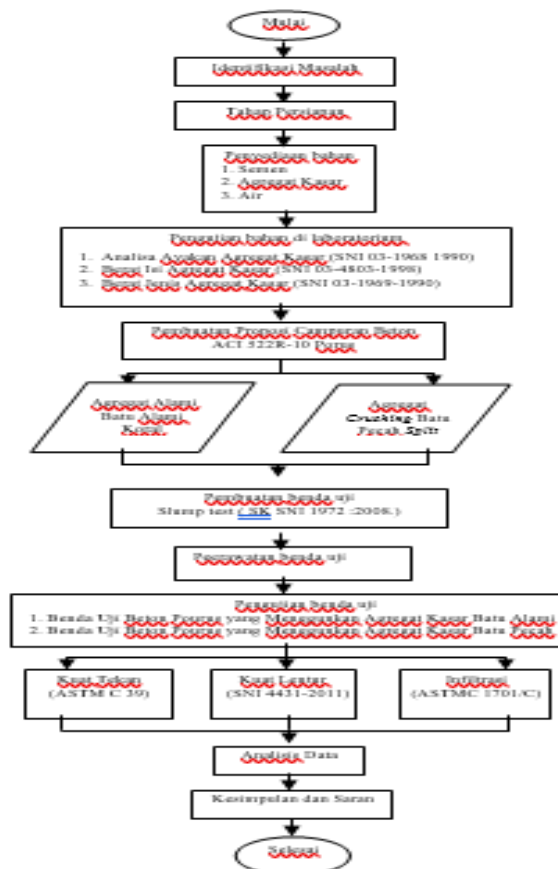 Mulai
Identifikasi Masalah
Tahap Persiapan
Penyediaan bahan
1. Semen
2. Agregat Kasar
3. Air
Pengujian bahan di laboratorium
1. Analisa Ayakan Agregat Kasar (SNI 03-1968 1990)
2. Berat Isi Agregat Kasar (SNI 03-4803-1998)
3. Berat Jenis Agregat Kasar (SNI 03-1969-1990)
Pembuatan Proposi Campuran Beton
ACI 522R-10 Porus
Agregat Alami
Batu Alami
Koral
Agregat
Crushing Batu
Pecah Split
Pembuatan benda uji
Slump test ( SK SNI 1972 :2008.)
Perawatan benda uji
Pengujian benda uji
1. Benda Uji Beton Porus yang Menggunkan Agregat Kasar Batu Alami
2. Benda Uji Beton Porus yang Menggunkan Agregat Kasar Batu Pecah
Kuat Tekan
(ASTM C 39)
Kuat Lentur
(SNI 4431-2011)
Infiltrasi
(ASTMC 1701/C)
Analisis Data
Kesimpulan dan Saran
Selesai